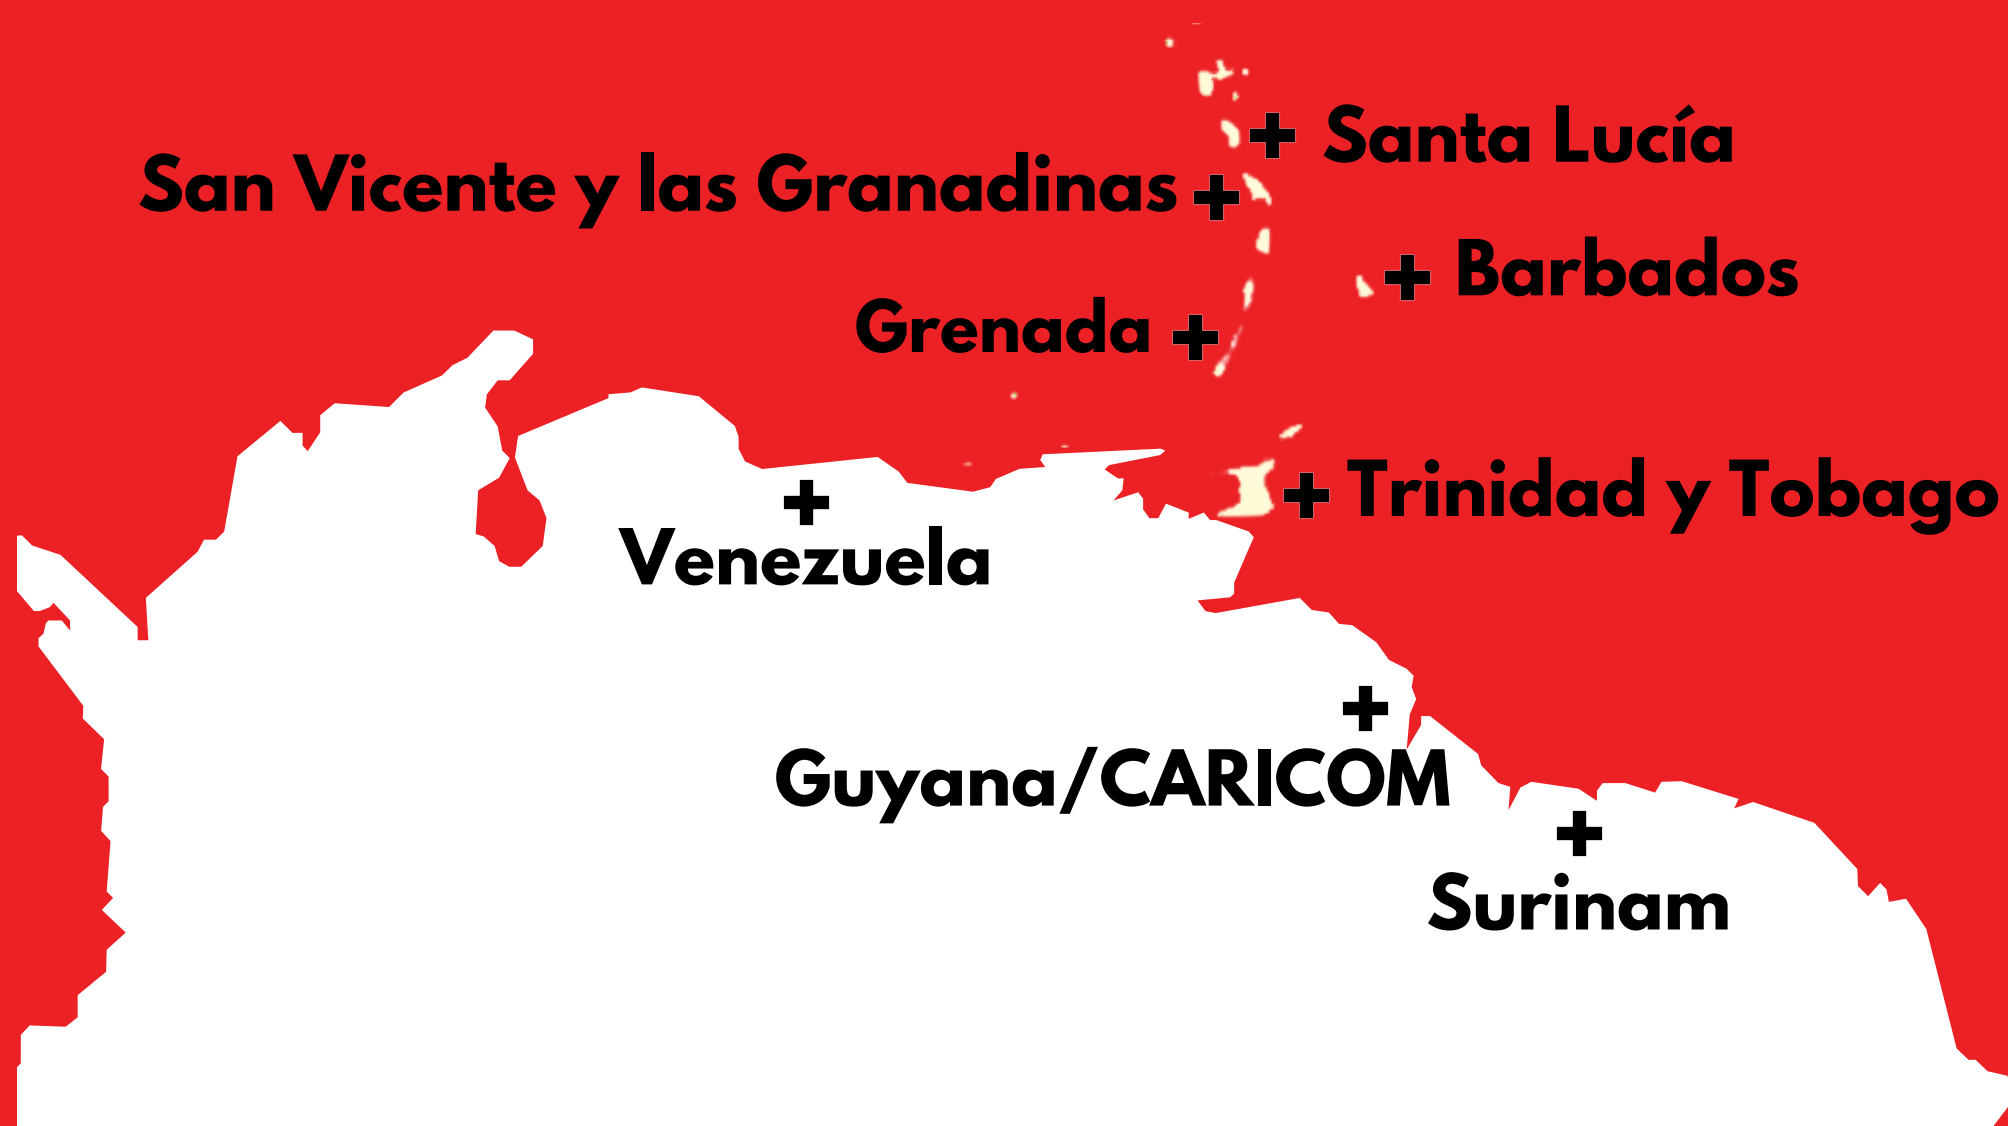 Santa Lucía
San Vicente y las Granadinas
Barbados
Grenada
Trinidad y Tobago
Venezuela
Guyana/CARICOM
Surinam